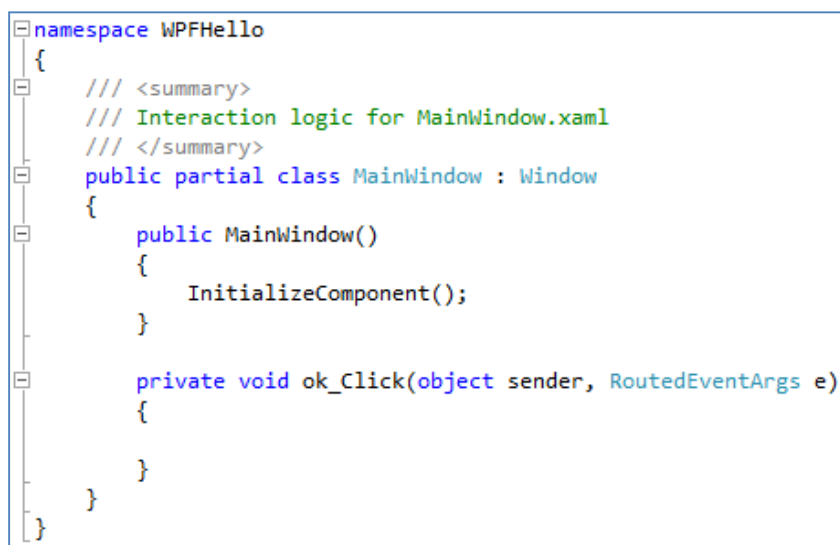 namespace WPFHello
{
    /// <summary>
    /// Interaction logic for MainWindow.xaml
    /// </summary>
    public partial class MainWindow : Window
    {
        public MainWindow()
        {
            InitializeComponent();
        }

        private void ok_Click(object sender, RoutedEventArgs e)
        {

        }
    }
}